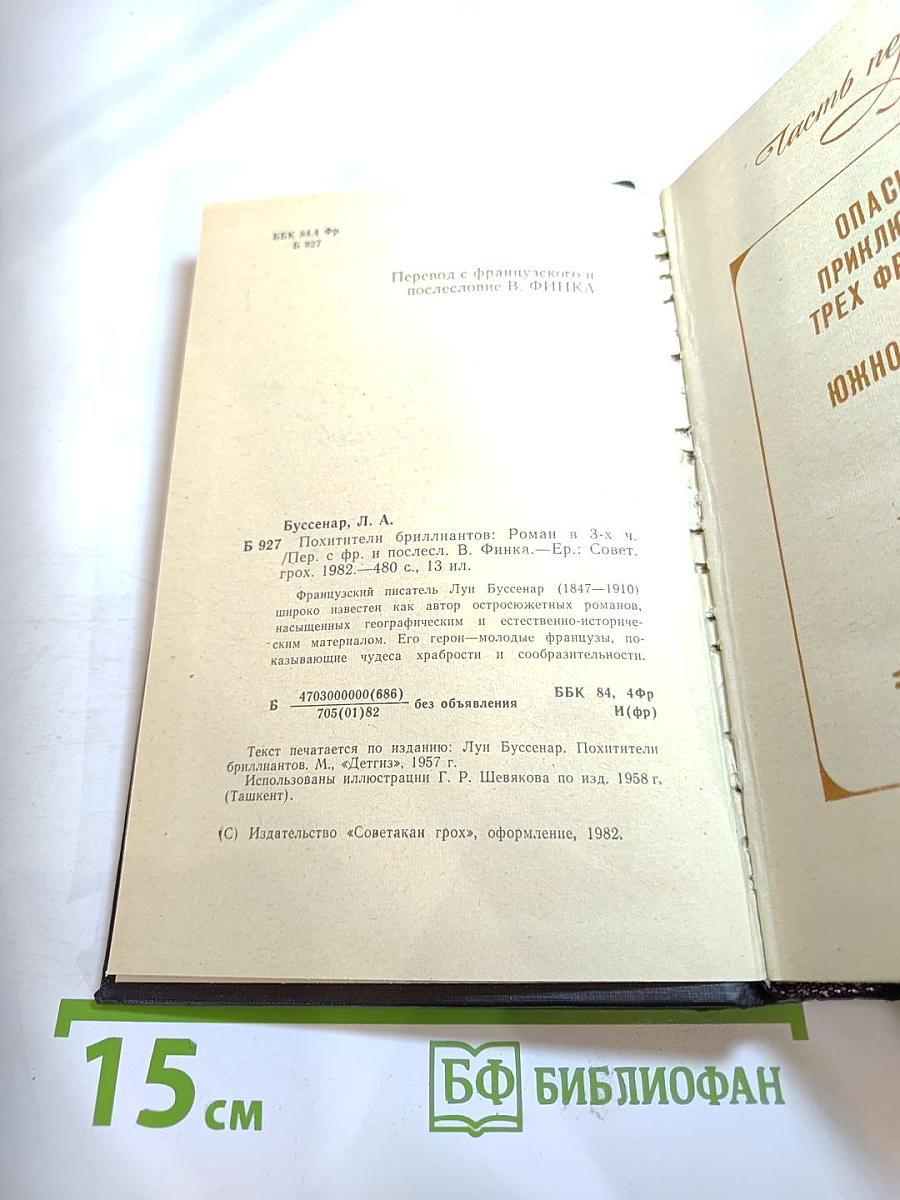 ББК 84.4 Фр
Б 927
Перевод с французского и
послесловие В. ФИНКА
Буссенар, Л. А.
Б 927 Похитители бриллиантов: Роман в 3-х ч.
/Пер. с фр. и послесл. В. Финка.—Ер.: Совет.
грох. 1982.—480 с., 13 ил.
Французский писатель Луи Буссенар (1847—1910)
широко известен как автор остросюжетных романов,
насыщенных географическим и естественно-историче-
ским материалом. Его герои—молодые французы, по-
казывающие чудеса храбрости и сообразительности.
Б 4703000000(686) без объявления ББК 84, 4Фр
705(01)82 И(фр)
Текст печатается по изданию: Луи Буссенар. Похитители
бриллиантов. М., «Детгиз», 1957 г.
Использованы иллюстрации Г. Р. Шевякова по изд. 1958 г.
(Ташкент).
(С) Издательство «Советакан грох», оформление, 1982.
Часть
ТРЕХ
15 см
БФ БИБЛИОФАН